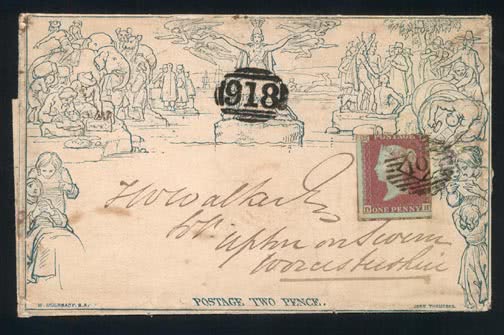 918
ONE PENNY
F W Walker
Upton on Severn
Worcestershire
POSTAGE TWO PENCE.
W. MULREADY. R.A.
JOHN THOMPSON.